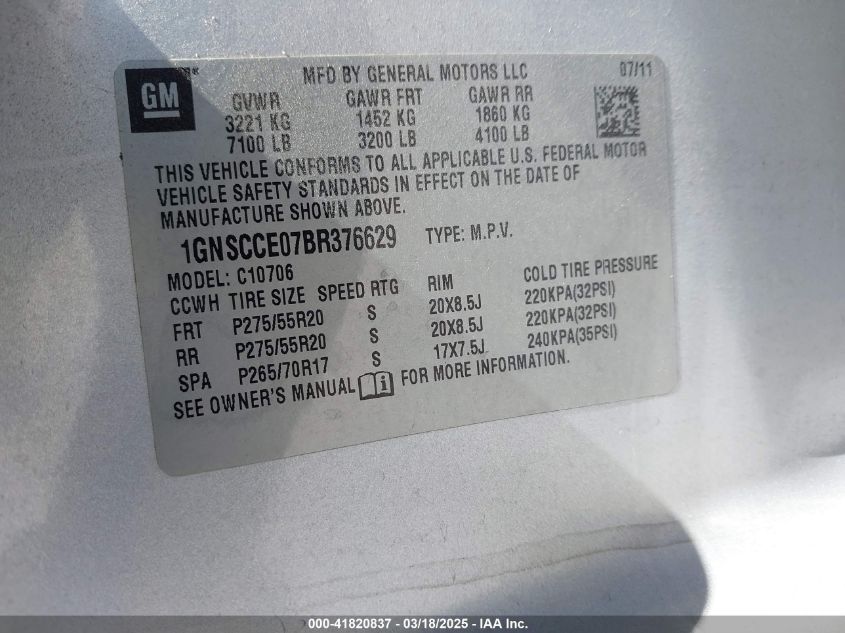 GM ®
MFD BY GENERAL MOTORS LLC 07/11
GVWR GAWR FRT GAWR RR
3221 KG 1452 KG 1860 KG
7100 LB 3200 LB 4100 LB
THIS VEHICLE CONFORMS TO ALL APPLICABLE U.S. FEDERAL MOTOR
VEHICLE SAFETY STANDARDS IN EFFECT ON THE DATE OF
MANUFACTURE SHOWN ABOVE.
1GNSCCE07BR376629 TYPE: M.P.V.
MODEL: C10706
CCWH TIRE SIZE SPEED RTG RIM COLD TIRE PRESSURE
FRT P275/55R20 S 20X8.5J 220KPA(32PSI)
RR P275/55R20 S 20X8.5J 220KPA(32PSI)
SPA P265/70R17 S 17X7.5J 240KPA(35PSI)
SEE OWNER'S MANUAL i FOR MORE INFORMATION.
000-41820837 - 03/18/2025 - IAA Inc.